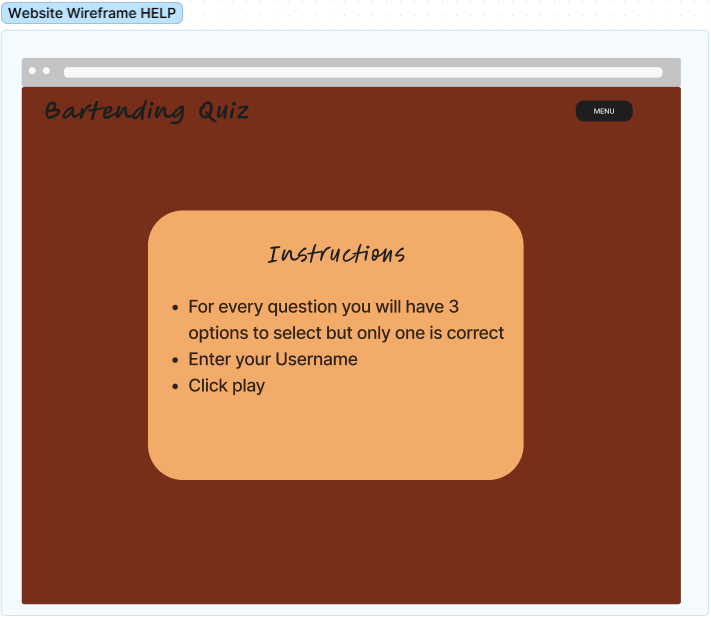 Website Wireframe HELP
Bartending Quiz
MENU
Instructions
• For every question you will have 3
options to select but only one is correct
• Enter your Username
• Click play